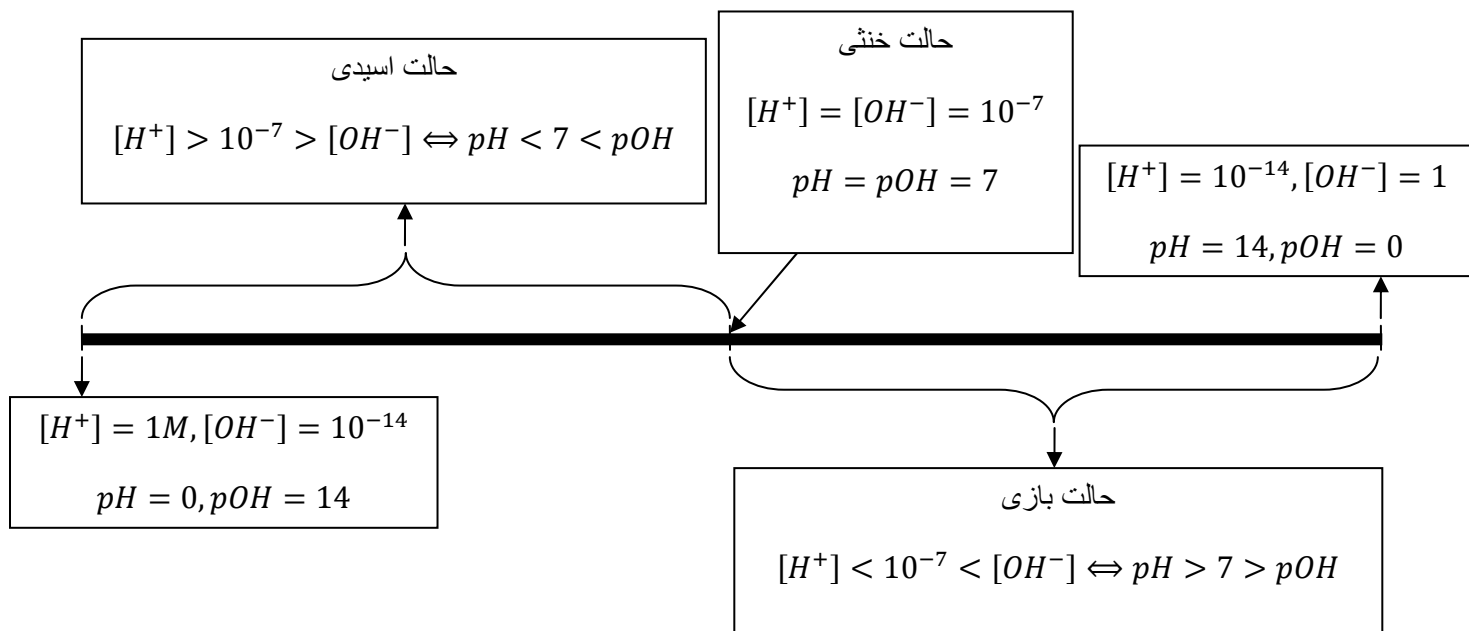 حالت اسیدی
[H⁺] > 10⁻⁷ > [OH⁻] ⟺ pH < 7 < pOH
حالت خنثی
[H⁺] = [OH⁻] = 10⁻⁷
pH = pOH = 7
[H⁺] = 10⁻¹⁴, [OH⁻] = 1
pH = 14, pOH = 0
[H⁺] = 1M, [OH⁻] = 10⁻¹⁴
pH = 0, pOH = 14
حالت بازی
[H⁺] < 10⁻⁷ < [OH⁻] ⟺ pH > 7 > pOH